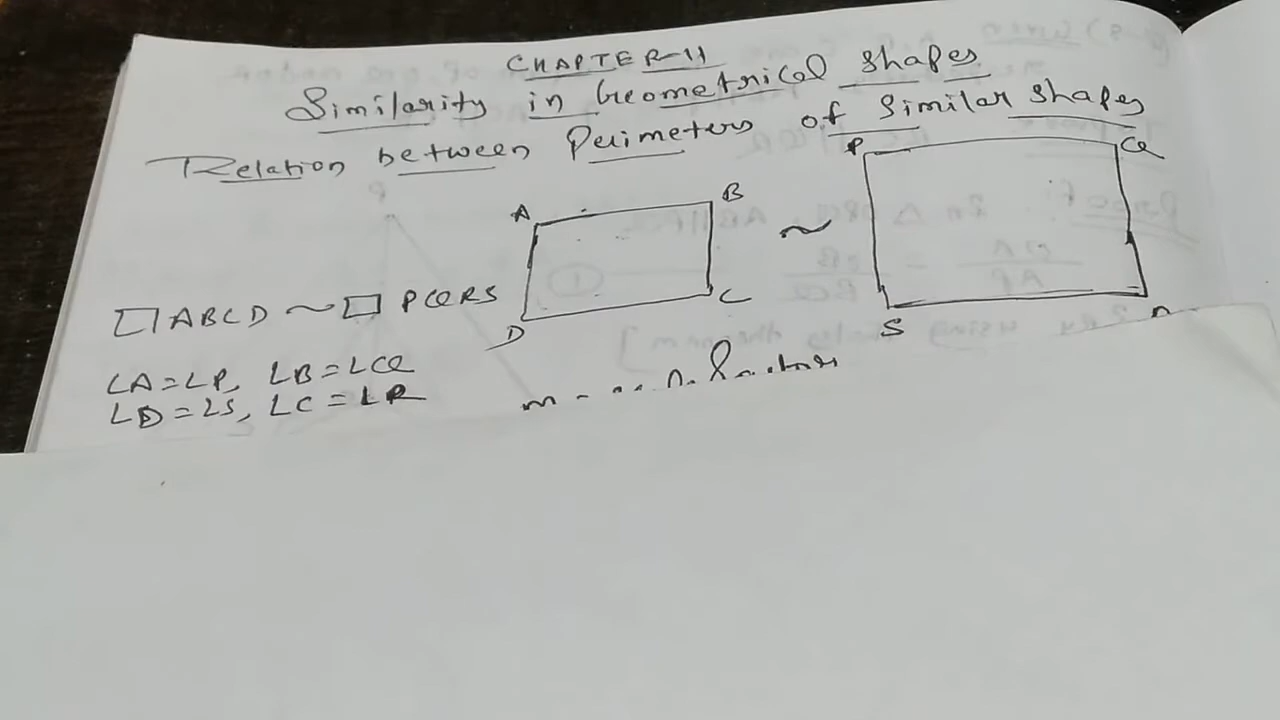 CHAPTER-11
Similarity in Geometrical shapes
Relation between Perimeters of Similar shapes
A B ~ P Q
□ABCD ~ □ PQRS
D C S
∠A=∠P, ∠B=∠Q
∠D=∠S, ∠C=∠R